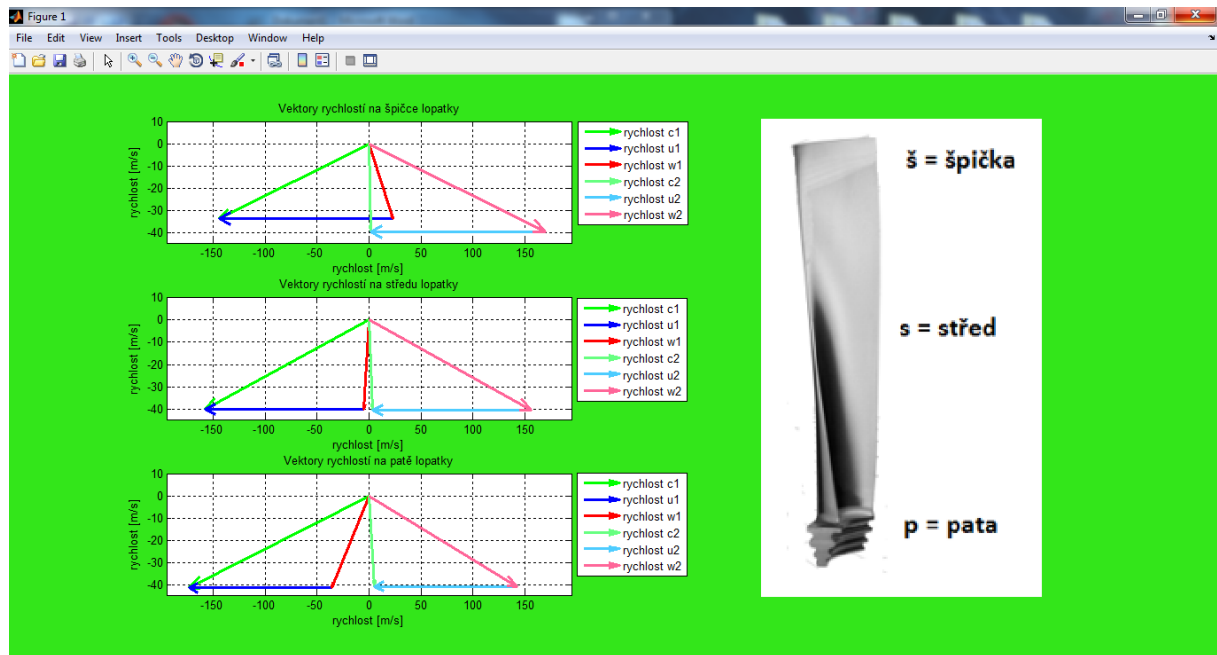 Figure 1
File Edit View Insert Tools Desktop Window Help
Vektory rychlostí na špičce lopatky
rychlost [m/s]
10
0
-10
-20
-30
-40
-150 -100 -50 0 50 100 150
rychlost [m/s]
rychlost c1
rychlost u1
rychlost w1
rychlost c2
rychlost u2
rychlost w2
Vektory rychlostí na středu lopatky
rychlost [m/s]
10
0
-10
-20
-30
-40
-150 -100 -50 0 50 100 150
rychlost [m/s]
rychlost c1
rychlost u1
rychlost w1
rychlost c2
rychlost u2
rychlost w2
Vektory rychlostí na patě lopatky
rychlost [m/s]
10
0
-10
-20
-30
-40
-150 -100 -50 0 50 100 150
rychlost [m/s]
rychlost c1
rychlost u1
rychlost w1
rychlost c2
rychlost u2
rychlost w2
š = špička
s = střed
p = pata